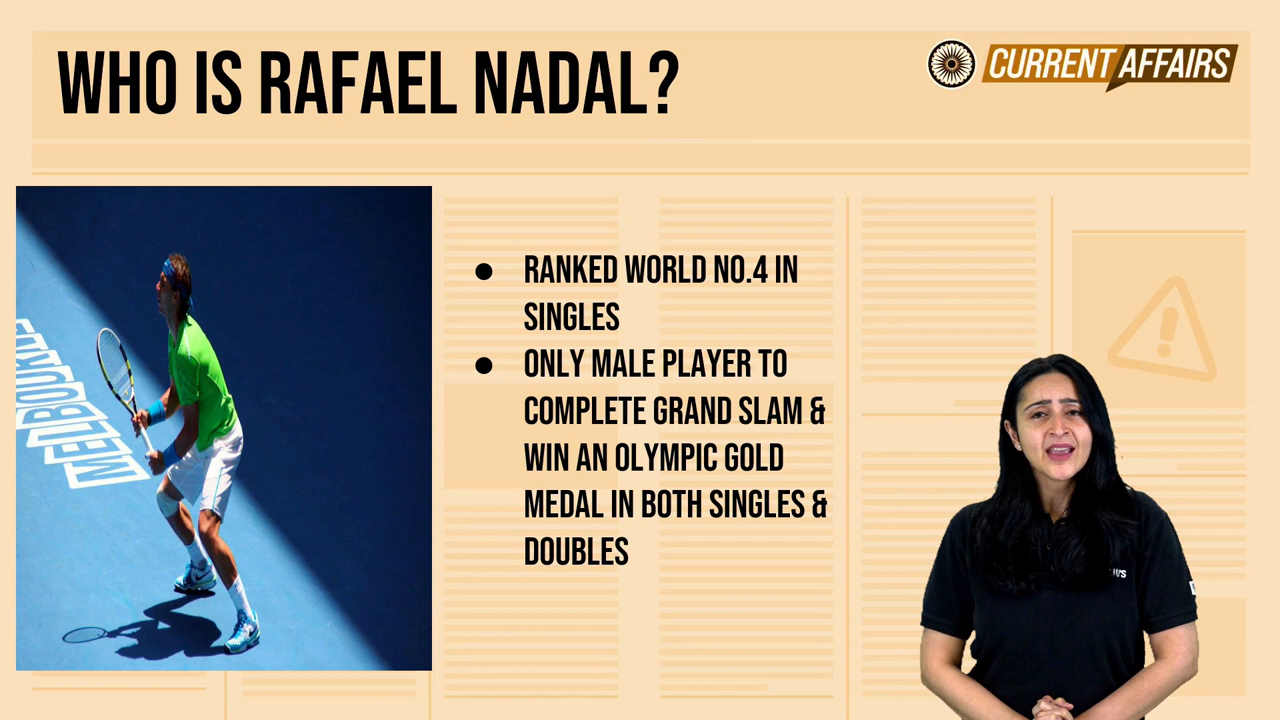 WHO IS RAFAEL NADAL?
CURRENT AFFAIRS
MELBOURNE
● RANKED WORLD NO.4 IN
SINGLES
● ONLY MALE PLAYER TO
COMPLETE GRAND SLAM &
WIN AN OLYMPIC GOLD
MEDAL IN BOTH SINGLES &
DOUBLES